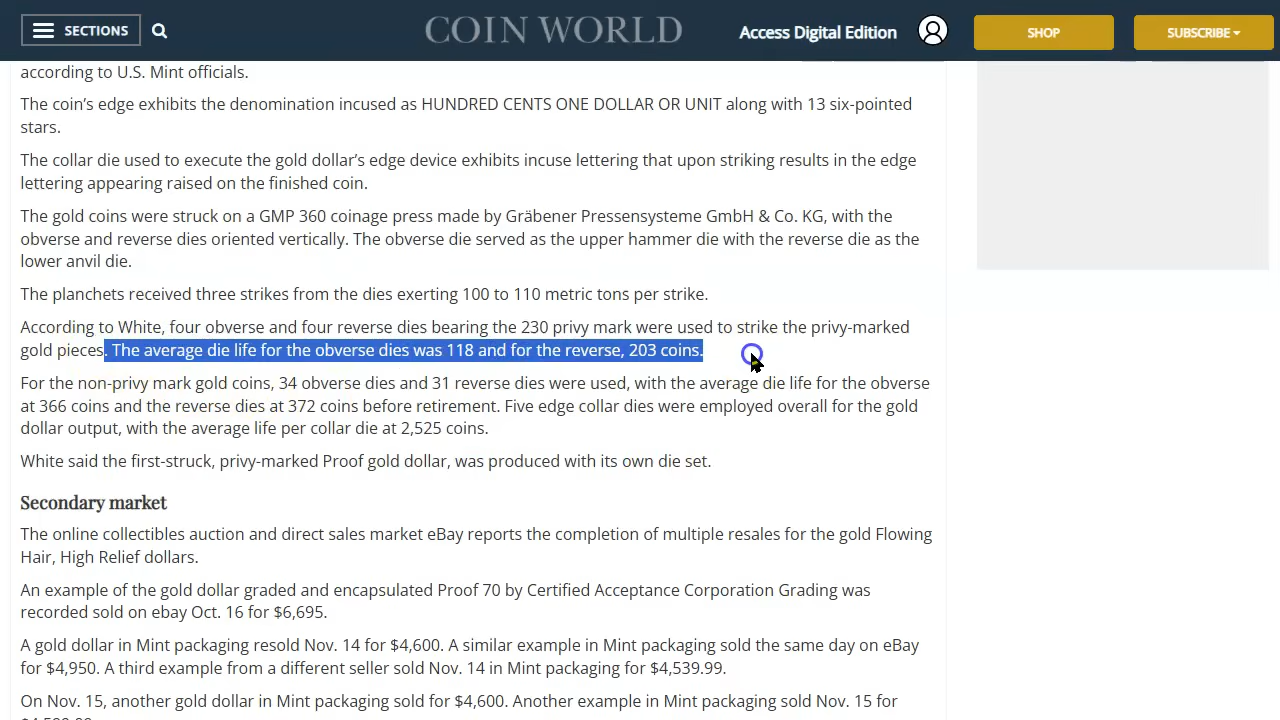 SECTIONS
COIN WORLD
Access Digital Edition
SHOP
SUBSCRIBE
according to U.S. Mint officials.
The coin’s edge exhibits the denomination incused as HUNDRED CENTS ONE DOLLAR OR UNIT along with 13 six-pointed
stars.
The collar die used to execute the gold dollar’s edge device exhibits incuse lettering that upon striking results in the edge
lettering appearing raised on the finished coin.
The gold coins were struck on a GMP 360 coinage press made by Gräbener Pressensysteme GmbH & Co. KG, with the
obverse and reverse dies oriented vertically. The obverse die served as the upper hammer die with the reverse die as the
lower anvil die.
The planchets received three strikes from the dies exerting 100 to 110 metric tons per strike.
According to White, four obverse and four reverse dies bearing the 230 privy mark were used to strike the privy-marked
gold pieces. The average die life for the obverse dies was 118 and for the reverse, 203 coins.
For the non-privy mark gold coins, 34 obverse dies and 31 reverse dies were used, with the average die life for the obverse
at 366 coins and the reverse dies at 372 coins before retirement. Five edge collar dies were employed overall for the gold
dollar output, with the average life per collar die at 2,525 coins.
White said the first-struck, privy-marked Proof gold dollar, was produced with its own die set.
Secondary market
The online collectibles auction and direct sales market eBay reports the completion of multiple resales for the gold Flowing
Hair, High Relief dollars.
An example of the gold dollar graded and encapsulated Proof 70 by Certified Acceptance Corporation Grading was
recorded sold on ebay Oct. 16 for $6,695.
A gold dollar in Mint packaging resold Nov. 14 for $4,600. A similar example in Mint packaging sold the same day on eBay
for $4,950. A third example from a different seller sold Nov. 14 in Mint packaging for $4,539.99.
On Nov. 15, another gold dollar in Mint packaging sold for $4,600. Another example in Mint packaging sold Nov. 15 for